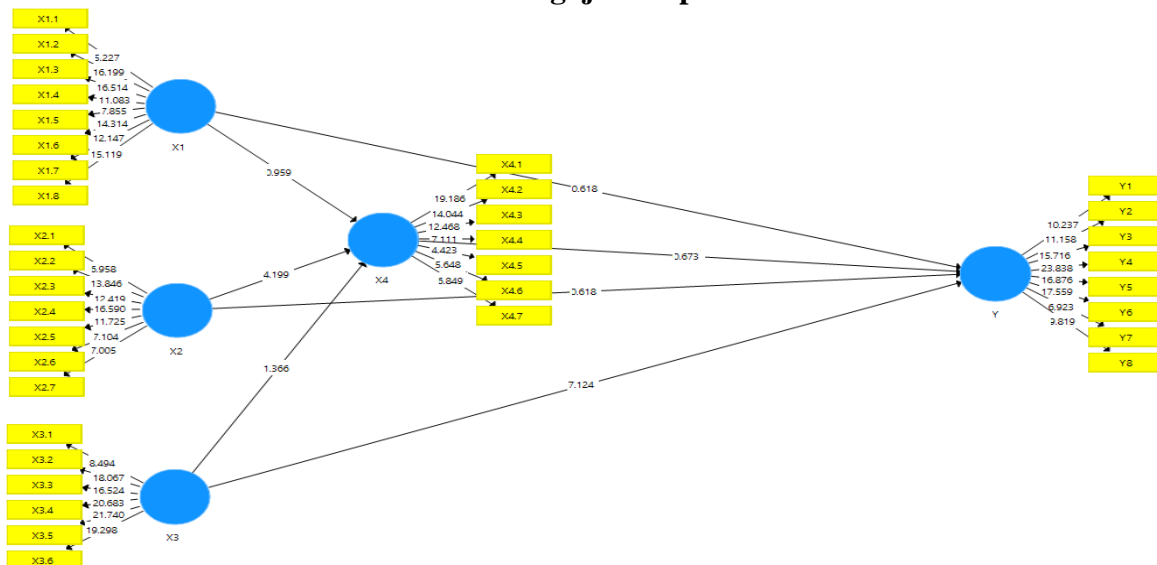 X1.1
X1.2
X1.3
X1.4
X1.5
X1.6
X1.7
X1.8
5.227
16.199
16.514
11.083
7.855
14.314
12.147
15.119
X1
0.959
0.618
X2.1
X2.2
X2.3
X2.4
X2.5
X2.6
X2.7
5.958
13.846
12.419
16.590
11.725
7.104
7.005
X2
4.199
0.618
X3.1
X3.2
X3.3
X3.4
X3.5
X3.6
8.494
18.067
16.524
20.683
21.740
19.298
X3
1.366
7.124
X4
19.186
14.044
12.468
7.111
4.423
5.648
5.849
X4.1
X4.2
X4.3
X4.4
X4.5
X4.6
X4.7
0.673
Y
10.237
11.158
15.716
23.838
16.876
17.559
6.923
9.819
Y1
Y2
Y3
Y4
Y5
Y6
Y7
Y8